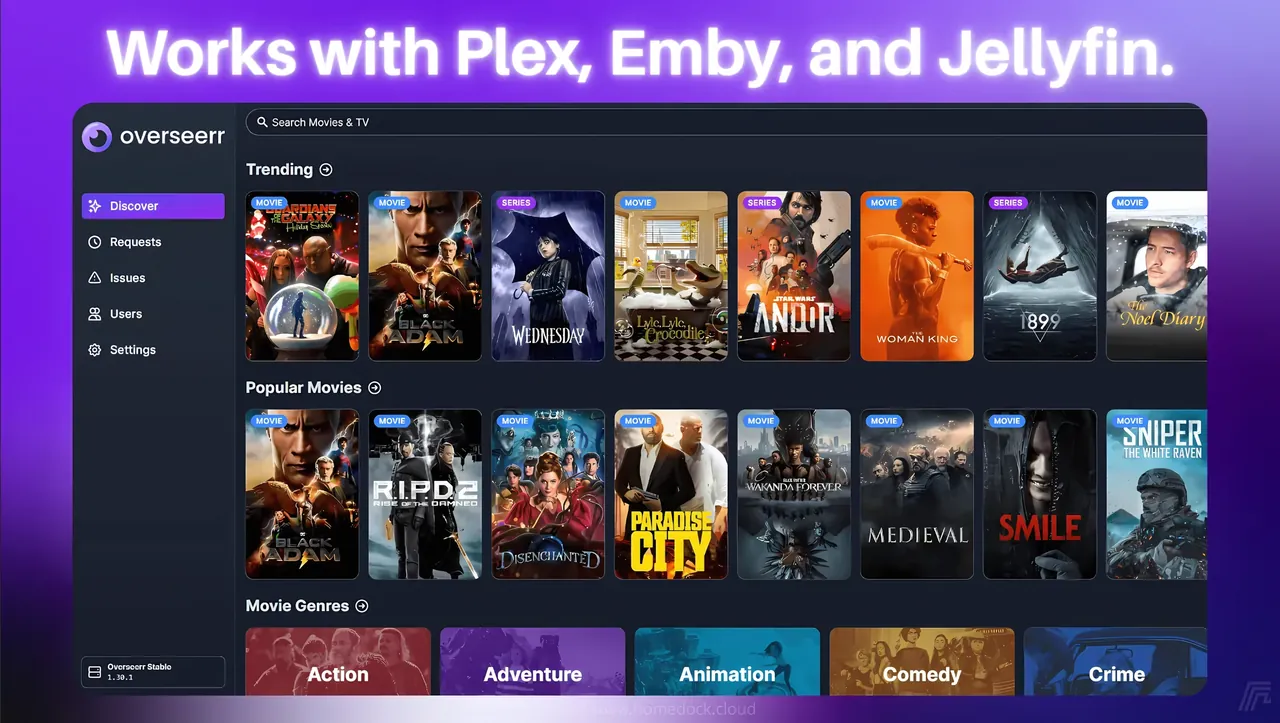 Works with Plex, Emby, and Jellyfin.
overseerr
Search Movies & TV
Discover
Requests
Issues
Users
Settings
Trending
MOVIE
GUARDIANS
OF THE
GALAXY
Holiday Special
MOVIE
DC
BLACK
ADAM
SERIES
WEDNESDAY
MOVIE
Lyle, Lyle,
Crocodile
SERIES
STAR WARS
ANDOR
MOVIE
THE
WOMAN KING
SERIES
1899
MOVIE
The
Noel Diary
Popular Movies
MOVIE
DC
BLACK
ADAM
MOVIE
R.I.P.D.2
RISE OF THE DAMNED
MOVIE
DISENCHANTED
MOVIE
PARADISE
CITY
MOVIE
WAKANDA FOREVER
MOVIE
MEDIEVAL
MOVIE
SMILE
MOVIE
SNIPER
THE WHITE RAVEN
Movie Genres
Action
Adventure
Animation
Comedy
Crime
Overseerr Stable
1.30.1
www.homedock.cloud